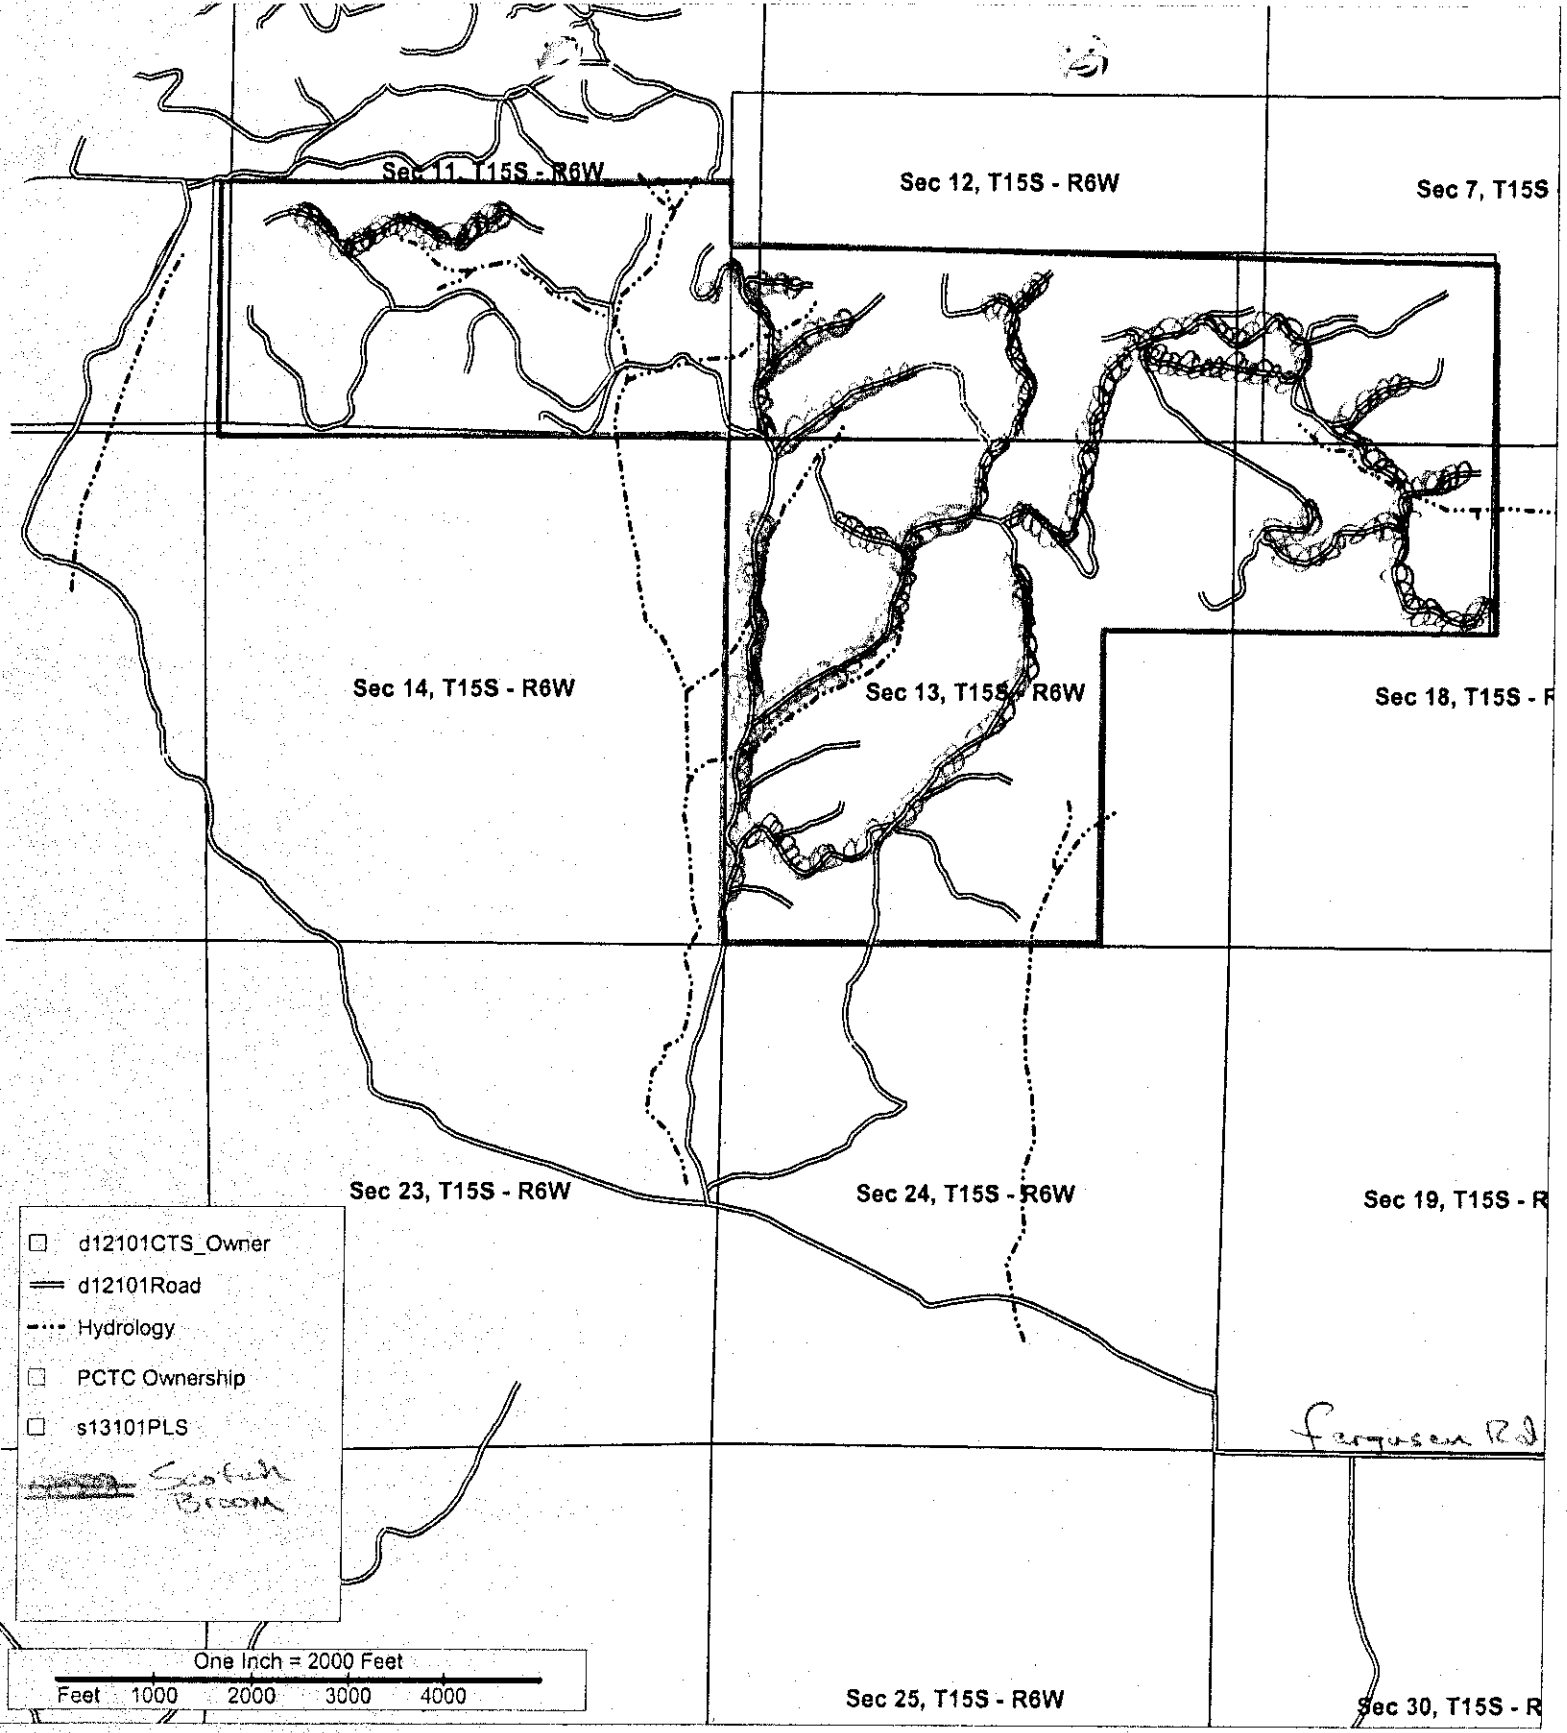 Sec 11, T15S - R6W
Sec 12, T15S - R6W
Sec 7, T15S
Sec 14, T15S - R6W
Sec 13, T15S - R6W
Sec 18, T15S - R
Sec 23, T15S - R6W
Sec 24, T15S - R6W
Sec 19, T15S - R
d12101CTS_Owner
d12101Road
Hydrology
PCTC Ownership
s13101PLS
Scotch
Broom
Fergusen Rd
One Inch = 2000 Feet
Feet 1000 2000 3000 4000
Sec 25, T15S - R6W
Sec 30, T15S - R